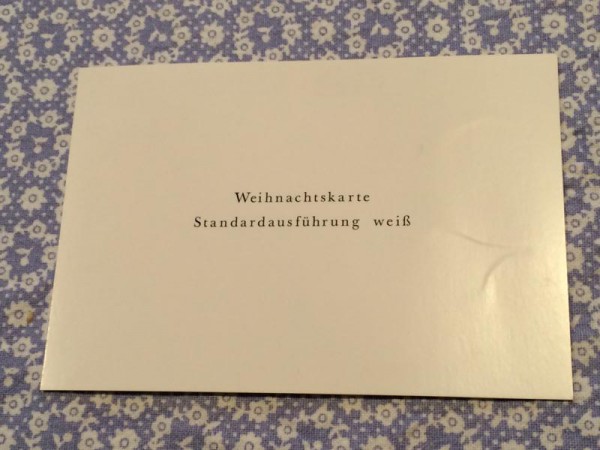 Weihnachtskarte
Standardausführung weiß